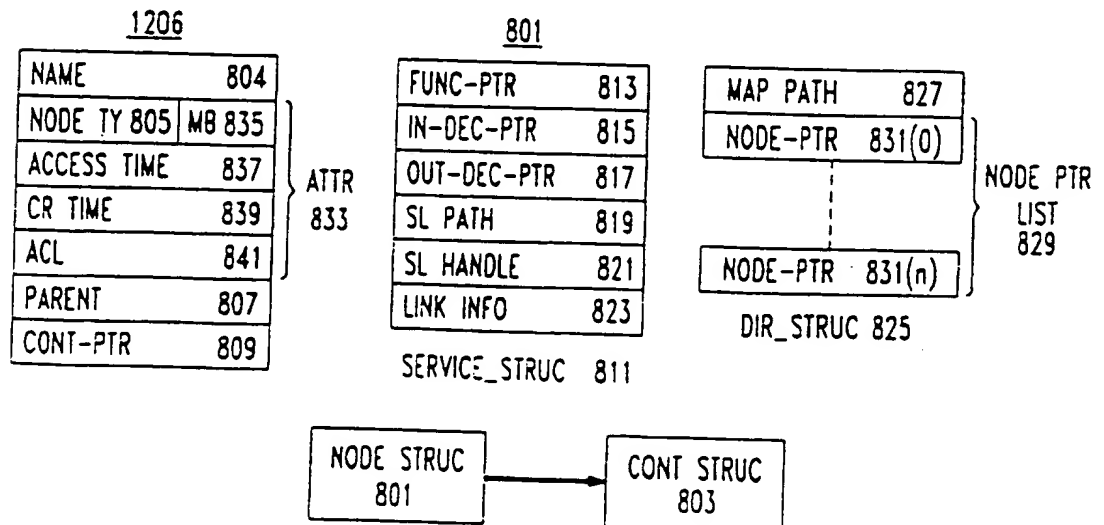 1206
NAME 804
NODE TY 805 MB 835
ACCESS TIME 837
CR TIME 839
ACL 841
PARENT 807
CONT-PTR 809
ATTR
833
801
FUNC-PTR 813
IN-DEC-PTR 815
OUT-DEC-PTR 817
SL PATH 819
SL HANDLE 821
LINK INFO 823
SERVICE_STRUC 811
MAP PATH 827
NODE-PTR 831(0)
NODE-PTR 831(n)
DIR_STRUC 825
NODE PTR
LIST
829
NODE STRUC
801
CONT STRUC
803